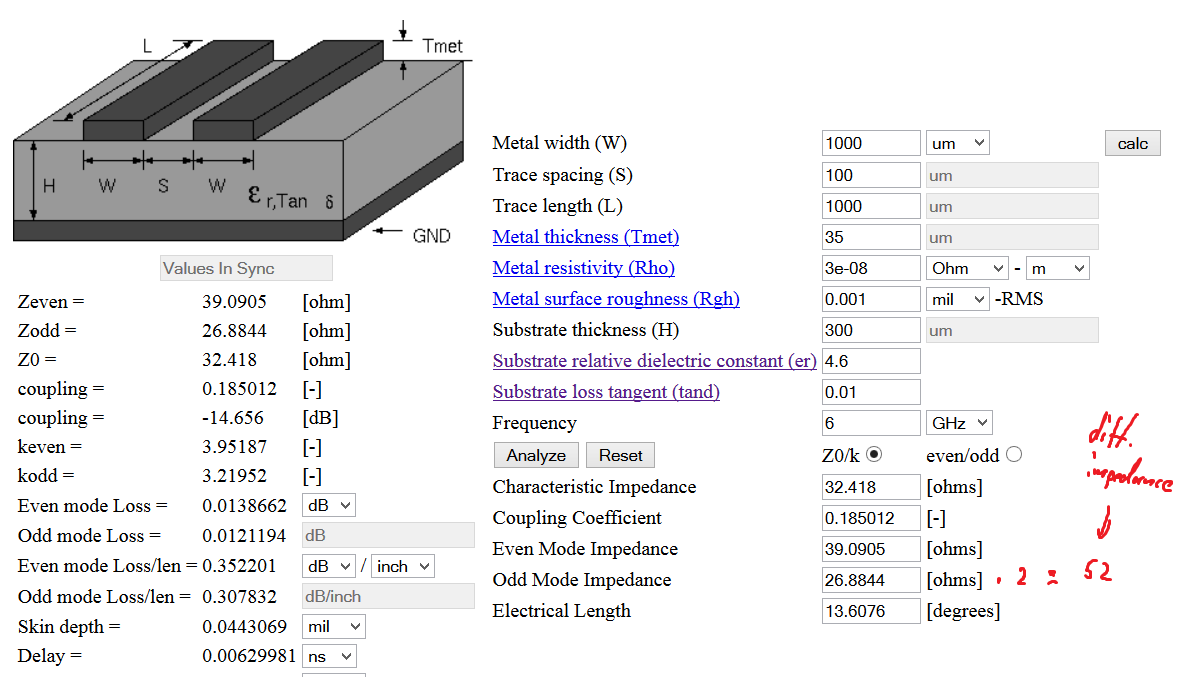 L
Tmet
H
W
S
W
εr,Tan δ
GND
Values In Sync
Zeven = 39.0905 [ohm]
Zodd = 26.8844 [ohm]
Z0 = 32.418 [ohm]
coupling = 0.185012 [-]
coupling = -14.656 [dB]
keven = 3.95187 [-]
kodd = 3.21952 [-]
Even mode Loss = 0.0138662 dB
Odd mode Loss = 0.0121194 dB
Even mode Loss/len = 0.352201 dB / inch
Odd mode Loss/len = 0.307832 dB/inch
Skin depth = 0.0443069 mil
Delay = 0.00629981 ns
Metal width (W) 1000 um calc
Trace spacing (S) 100 um
Trace length (L) 1000 um
Metal thickness (Tmet) 35 um
Metal resistivity (Rho) 3e-08 Ohm - m
Metal surface roughness (Rgh) 0.001 mil -RMS
Substrate thickness (H) 300 um
Substrate relative dielectric constant (er) 4.6
Substrate loss tangent (tand) 0.01
Frequency 6 GHz
Analyze Reset Z0/k even/odd
Characteristic Impedance 32.418 [ohms]
Coupling Coefficient 0.185012 [-]
Even Mode Impedance 39.0905 [ohms]
Odd Mode Impedance 26.8844 [ohms] · 2 = 52
Electrical Length 13.6076 [degrees]
diff.
impedance